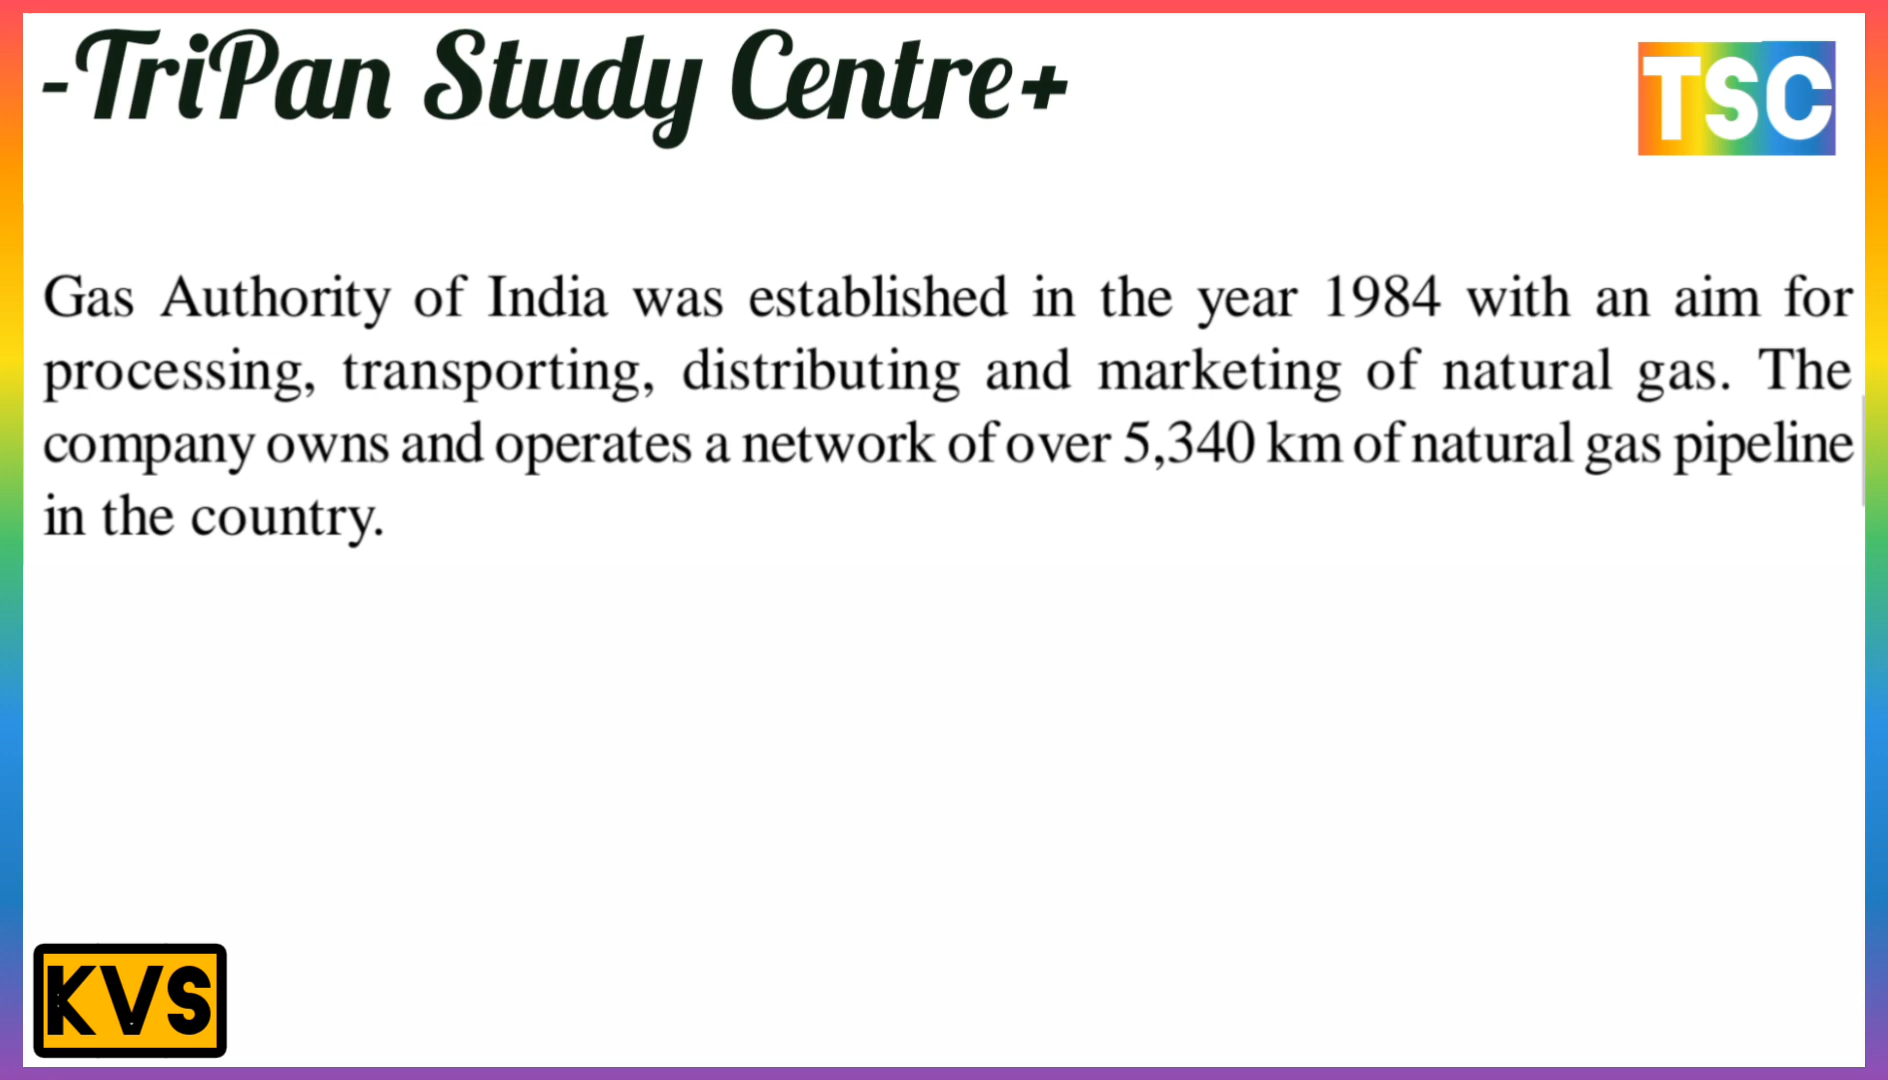 -TriPan Study Centre+
TSC
Gas Authority of India was established in the year 1984 with an aim for
processing, transporting, distributing and marketing of natural gas. The
company owns and operates a network of over 5,340 km of natural gas pipeline
in the country.
KVS